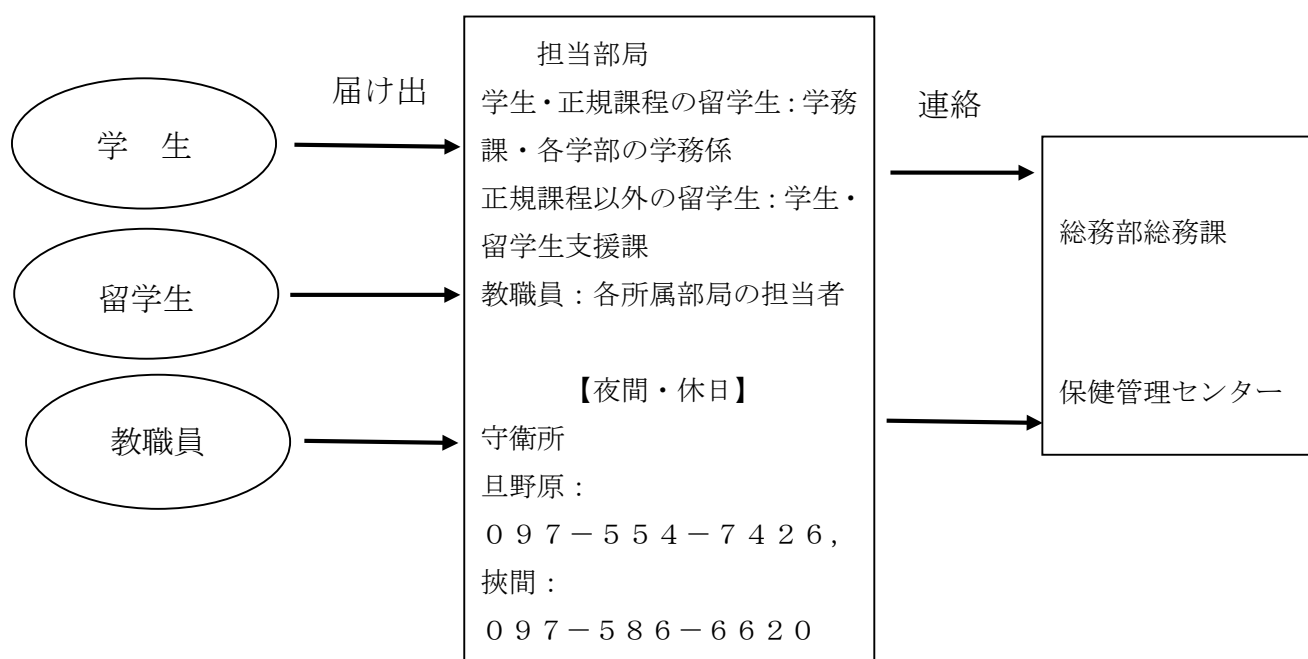 学　生
留学生
教職員
届け出
担当部局
学生・正規課程の留学生：学務
課・各学部の学務係
正規課程以外の留学生：学生・
留学生支援課
教職員：各所属部局の担当者
【夜間・休日】
守衛所
旦野原：
０９７－５５４－７４２６，
挾間：
０９７－５８６－６６２０
連絡
総務部総務課
保健管理センター